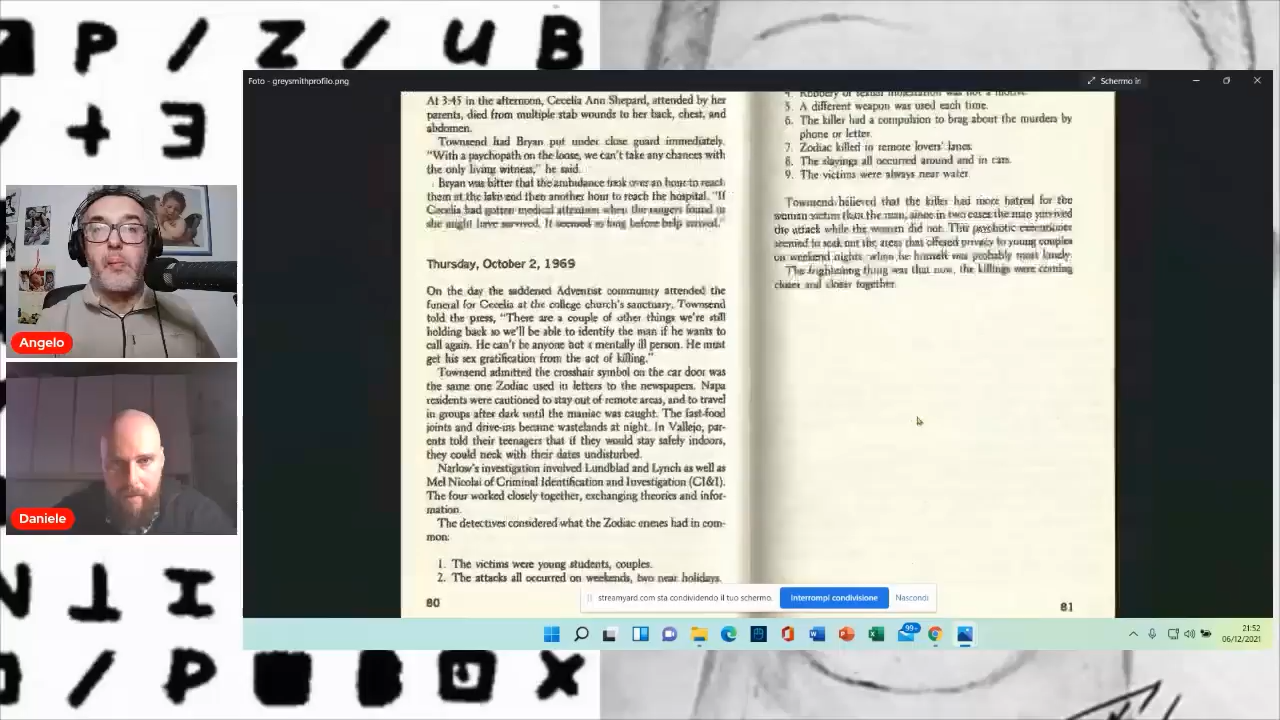 P / Z / U B
+ 3
Foto - greysmithprofilo.png
Schermo in
At 3:45 in the afternoon, Cecelia Ann Shepard, attended by her
parents, died from multiple stab wounds to her back, chest, and
abdomen.
Townsend had Bryan put under close guard immediately.
“With a psychopath on the loose, we can't take any chances with
the only living witness,” he said.
Bryan was bitter that the ambulance took over an hour to reach
them at the lake and then another hour to reach the hospital. “If
Cecelia had gotten medical attention when the rangers found us
she might have survived. It seemed so long before help arrived.”
Thursday, October 2, 1969
On the day the saddened Adventist community attended the
funeral for Cecelia at the college church's sanctuary, Townsend
told the press, “There are a couple of other things we're still
holding back so we'll be able to identify the man if he wants to
call again. He can't be anyone but a mentally ill person. He must
get his sex gratification from the act of killing.”
Townsend admitted the crosshair symbol on the car door was
the same one Zodiac used in letters to the newspapers. Napa
residents were cautioned to stay out of remote areas, and to travel
in groups after dark until the maniac was caught. The fast-food
joints and drive-ins became wastelands at night. In Vallejo, par-
ents told their teenagers that if they would stay safely indoors,
they could neck with their dates undisturbed.
Narlow's investigation involved Lundblad and Lynch as well as
Mel Nicolai of Criminal Identification and Investigation (CI&I).
The four worked closely together, exchanging theories and infor-
mation.
The detectives considered what the Zodiac crimes had in com-
mon:
1. The victims were young students, couples.
2. The attacks all occurred on weekends, two near holidays.
80
4. Robbery or sexual molestation was not a motive.
5. A different weapon was used each time.
6. The killer had a compulsion to brag about the murders by
phone or letter.
7. Zodiac killed in remote lovers' lanes.
8. The slayings all occurred around and in cars.
9. The victims were always near water.
Townsend believed that the killer had more hatred for the
woman victim than the man, since in two cases the man survived
the attack while the woman did not. This psychotic executioner
seemed to seek out the areas that offered privacy to young couples
on weekend nights when he himself was probably most lonely.
The frightening thing was that now, the killings were coming
closer and closer together.
81
Angelo
Daniele
streamyard.com sta condividendo il tuo schermo.
Interrompi condivisione
Nascondi
99+
21:52
06/12/2021
/ P